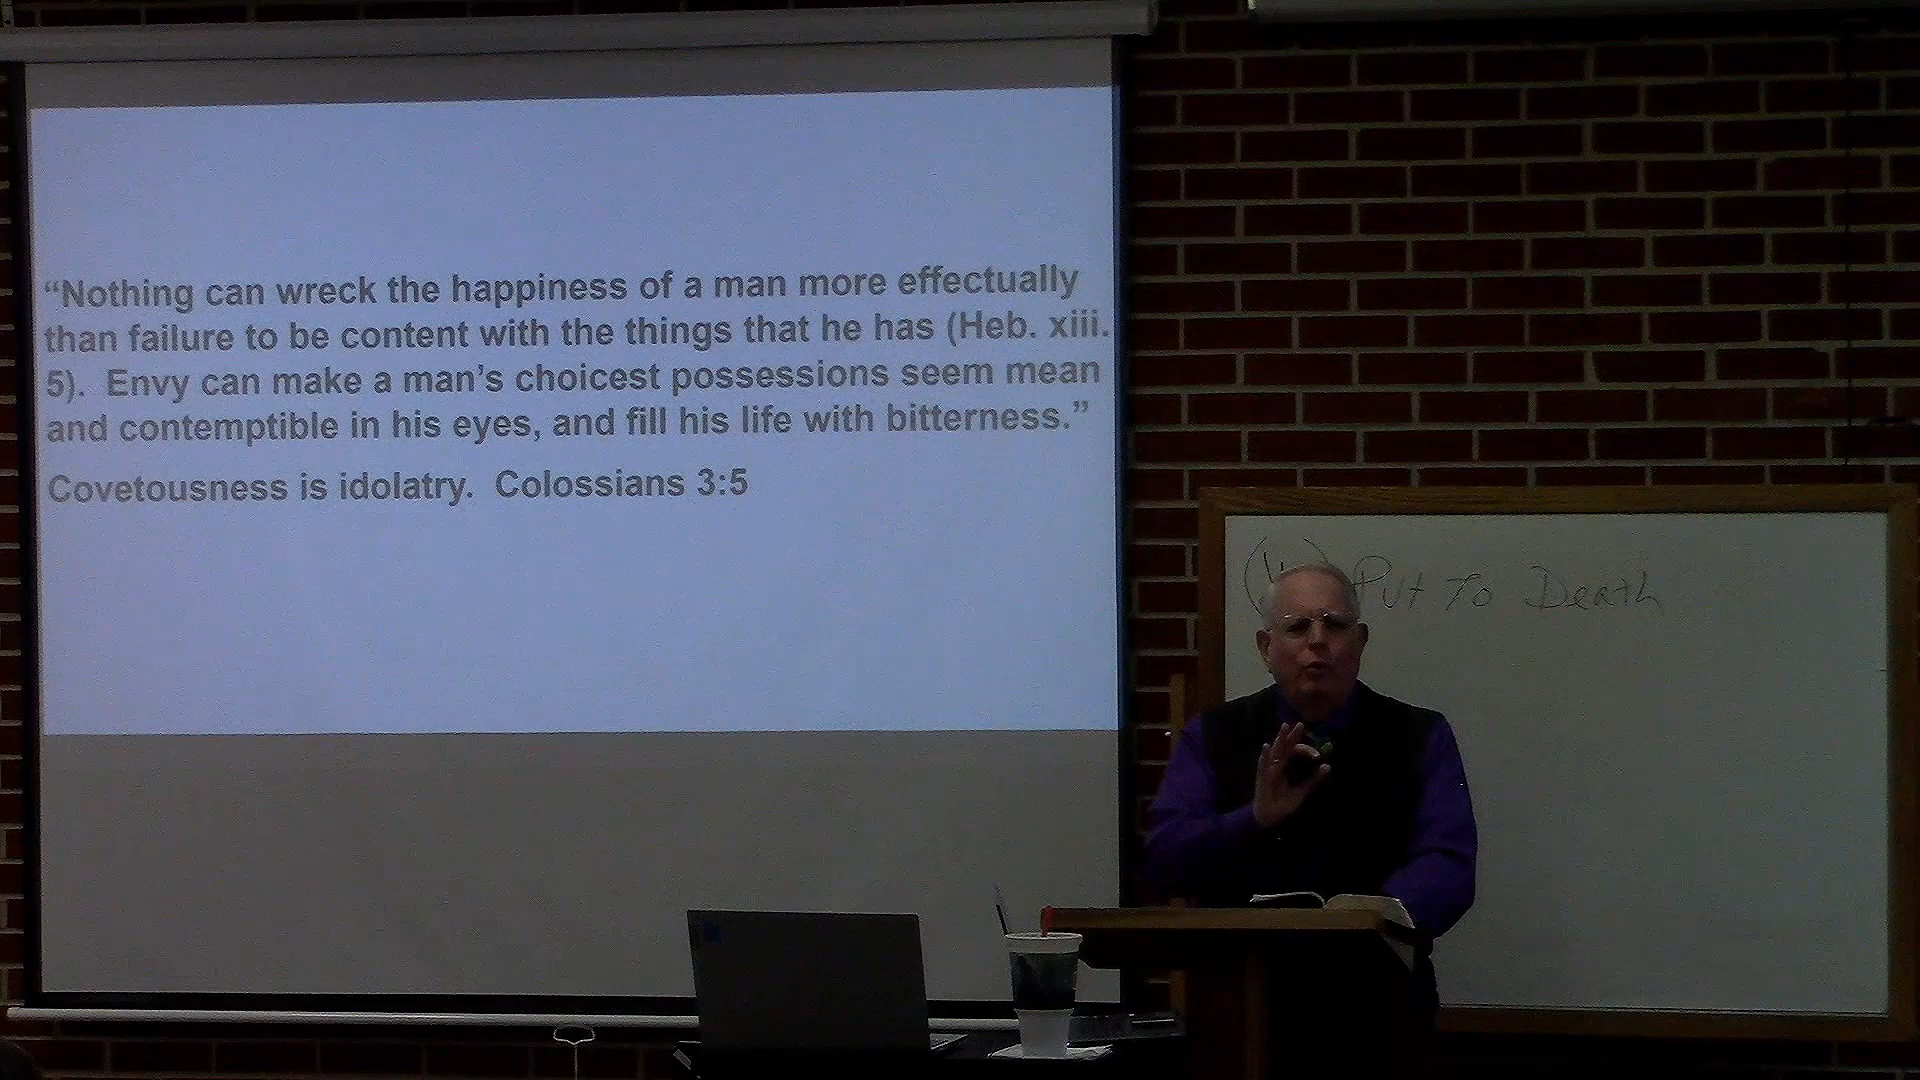 “Nothing can wreck the happiness of a man more effectually
than failure to be content with the things that he has (Heb. xiii.
5).  Envy can make a man’s choicest possessions seem mean
and contemptible in his eyes, and fill his life with bitterness.”
Covetousness is idolatry.  Colossians 3:5
Put To Death